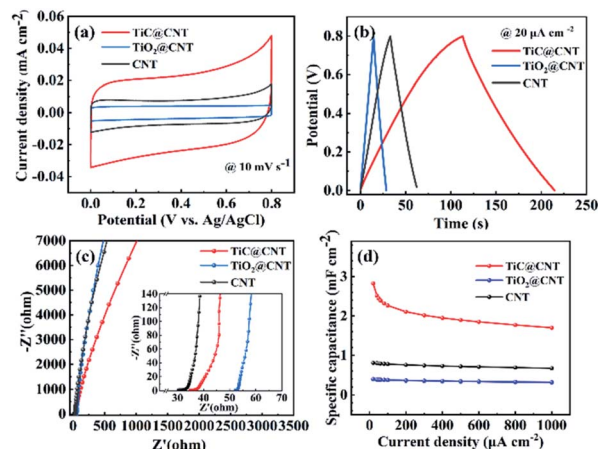 (a)
TiC@CNT
TiO₂@CNT
CNT
@ 10 mV s⁻¹
Current density (mA cm⁻²)
0.06
0.04
0.02
0.00
-0.02
-0.04
0.0 0.2 0.4 0.6 0.8
Potential (V vs. Ag/AgCl)
(b)
@ 20 μA cm⁻²
TiC@CNT
TiO₂@CNT
CNT
Potential (V)
1.0
0.8
0.6
0.4
0.2
0.0
0 50 100 150 200 250
Time (s)
(c)
TiC@CNT
TiO₂@CNT
CNT
-Z''(ohm)
7000
6000
5000
4000
3000
2000
1000
0
0 500 1000 1500 2000 2500 3000 3500
Z'(ohm)
-Z''(ohm)
140
120
100
80
60
40
20
0
30 40 50 60 70
Z'(ohm)
(d)
TiC@CNT
TiO₂@CNT
CNT
Specific capacitance (mF cm⁻²)
3
2
1
0
0 200 400 600 800 1000
Current density (μA cm⁻²)